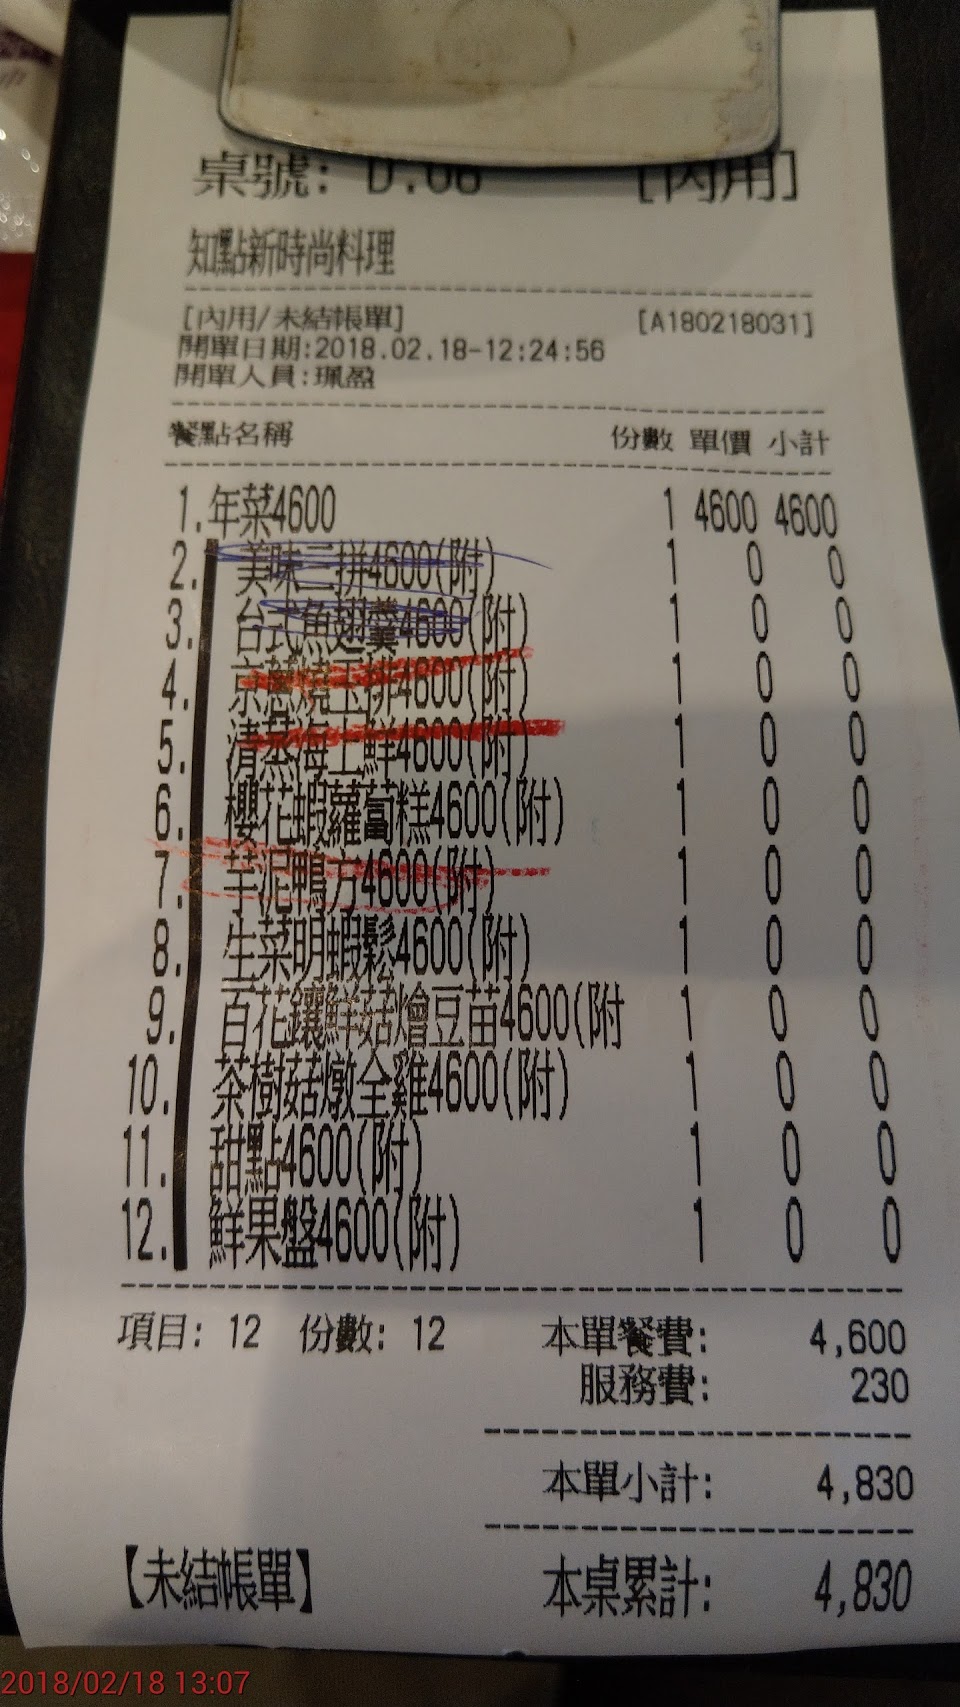 桌號: D.06 [內用]
知點新時尚料理
[內用/未結帳單] [A180218031]
開單日期:2018.02.18-12:24:56
開單人員:珮盈
餐點名稱 份數 單價 小計
1.年菜4600 1 4600 4600
2. 美味三拼4600(附) 1 0 0
3. 台式魚翅羹4600(附) 1 0 0
4. 京蔥燒玉排4600(附) 1 0 0
5. 清蒸海上鮮4600(附) 1 0 0
6. 櫻花蝦蘿蔔糕4600(附) 1 0 0
7. 芋泥鴨方4600(附) 1 0 0
8. 生菜明蝦鬆4600(附) 1 0 0
9. 百花鑲鮮菇燴豆苗4600(附 1 0 0
10. 茶樹菇燉全雞4600(附) 1 0 0
11. 甜點4600(附) 1 0 0
12. 鮮果盤4600(附) 1 0 0
項目: 12 份數: 12 本單餐費: 4,600
服務費: 230
本單小計: 4,830
【未結帳單】 本桌累計: 4,830
2018/02/18 13:07